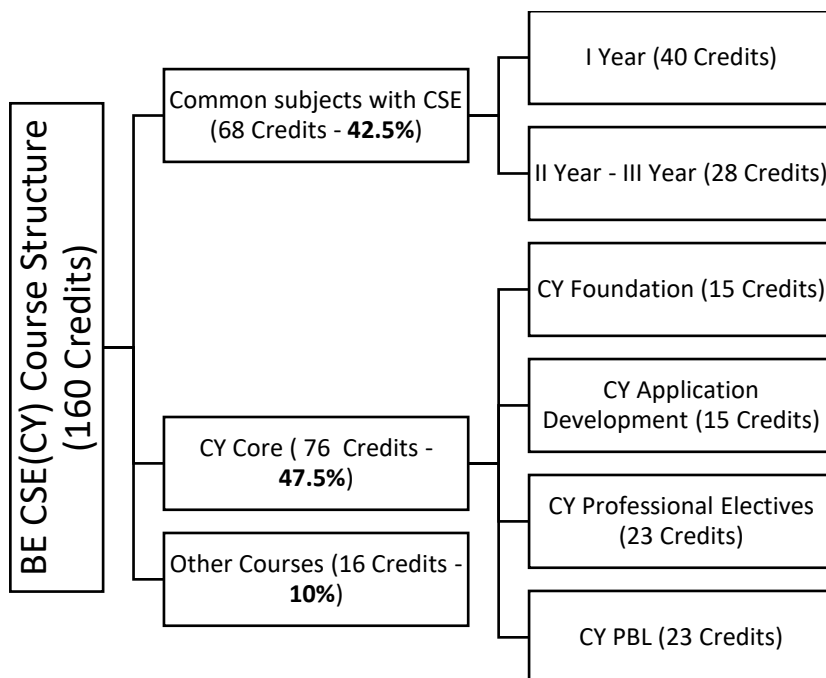 BE CSE(CY) Course Structure
(160 Credits)
Common subjects with CSE
(68 Credits - 42.5%)
I Year (40 Credits)
II Year - III Year (28 Credits)
CY Core ( 76  Credits -
47.5%)
CY Foundation (15 Credits)
CY Application
Development (15 Credits)
CY Professional Electives
(23 Credits)
CY PBL (23 Credits)
Other Courses (16 Credits -
10%)